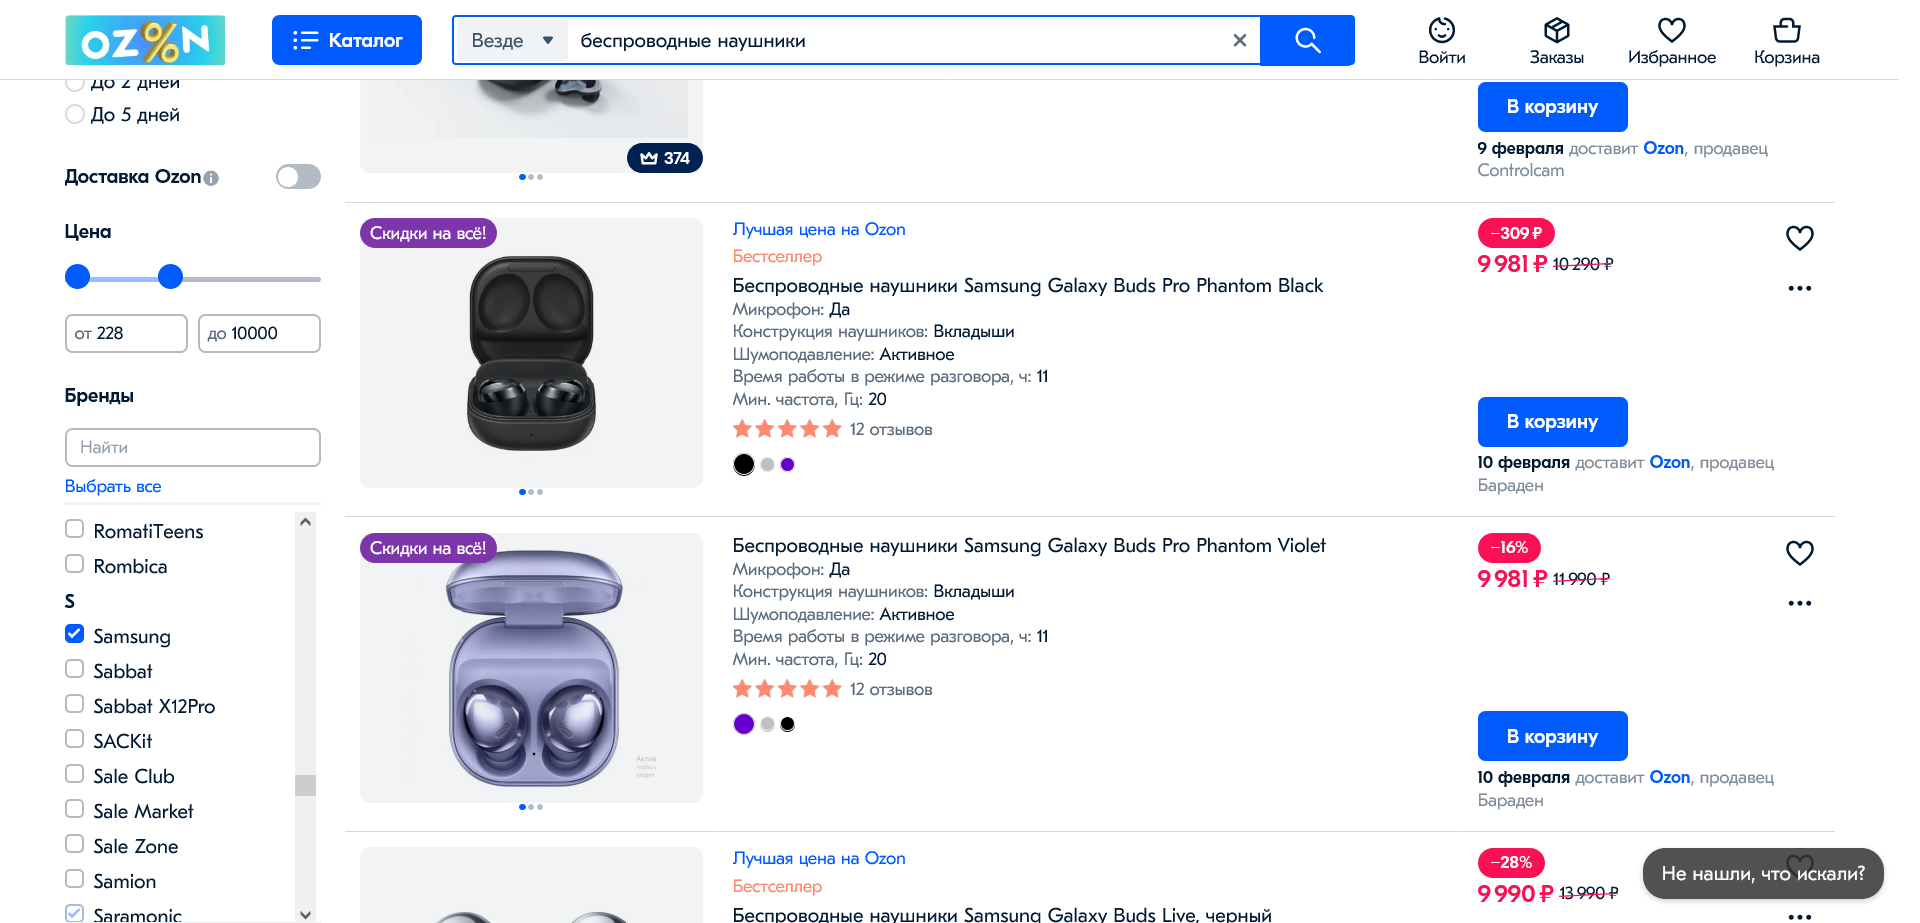 OZ%N
Каталог
Везде
беспроводные наушники
Войти
Заказы
Избранное
Корзина
До 2 дней
До 5 дней
Доставка Ozon
Цена
от 228
до 10000
Бренды
Найти
Выбрать все
RomatiTeens
Rombica
S
Samsung
Sabbat
Sabbat X12Pro
SACKit
Sale Club
Sale Market
Sale Zone
Samion
Saramonic
374
В корзину
9 февраля доставит Ozon, продавец
Controlcam
Скидки на всё!
Лучшая цена на Ozon
Бестселлер
Беспроводные наушники Samsung Galaxy Buds Pro Phantom Black
Микрофон: Да
Конструкция наушников: Вкладыши
Шумоподавление: Активное
Время работы в режиме разговора, ч: 11
Мин. частота, Гц: 20
12 отзывов
−309 ₽
9 981 ₽ 10 290 ₽
В корзину
10 февраля доставит Ozon, продавец
Бараден
Скидки на всё!
Беспроводные наушники Samsung Galaxy Buds Pro Phantom Violet
Микрофон: Да
Конструкция наушников: Вкладыши
Шумоподавление: Активное
Время работы в режиме разговора, ч: 11
Мин. частота, Гц: 20
12 отзывов
−16%
9 981 ₽ 11 990 ₽
В корзину
10 февраля доставит Ozon, продавец
Бараден
Лучшая цена на Ozon
Бестселлер
Беспроводные наушники Samsung Galaxy Buds Live, черный
−28%
9 990 ₽ 13 990 ₽
Не нашли, что искали?